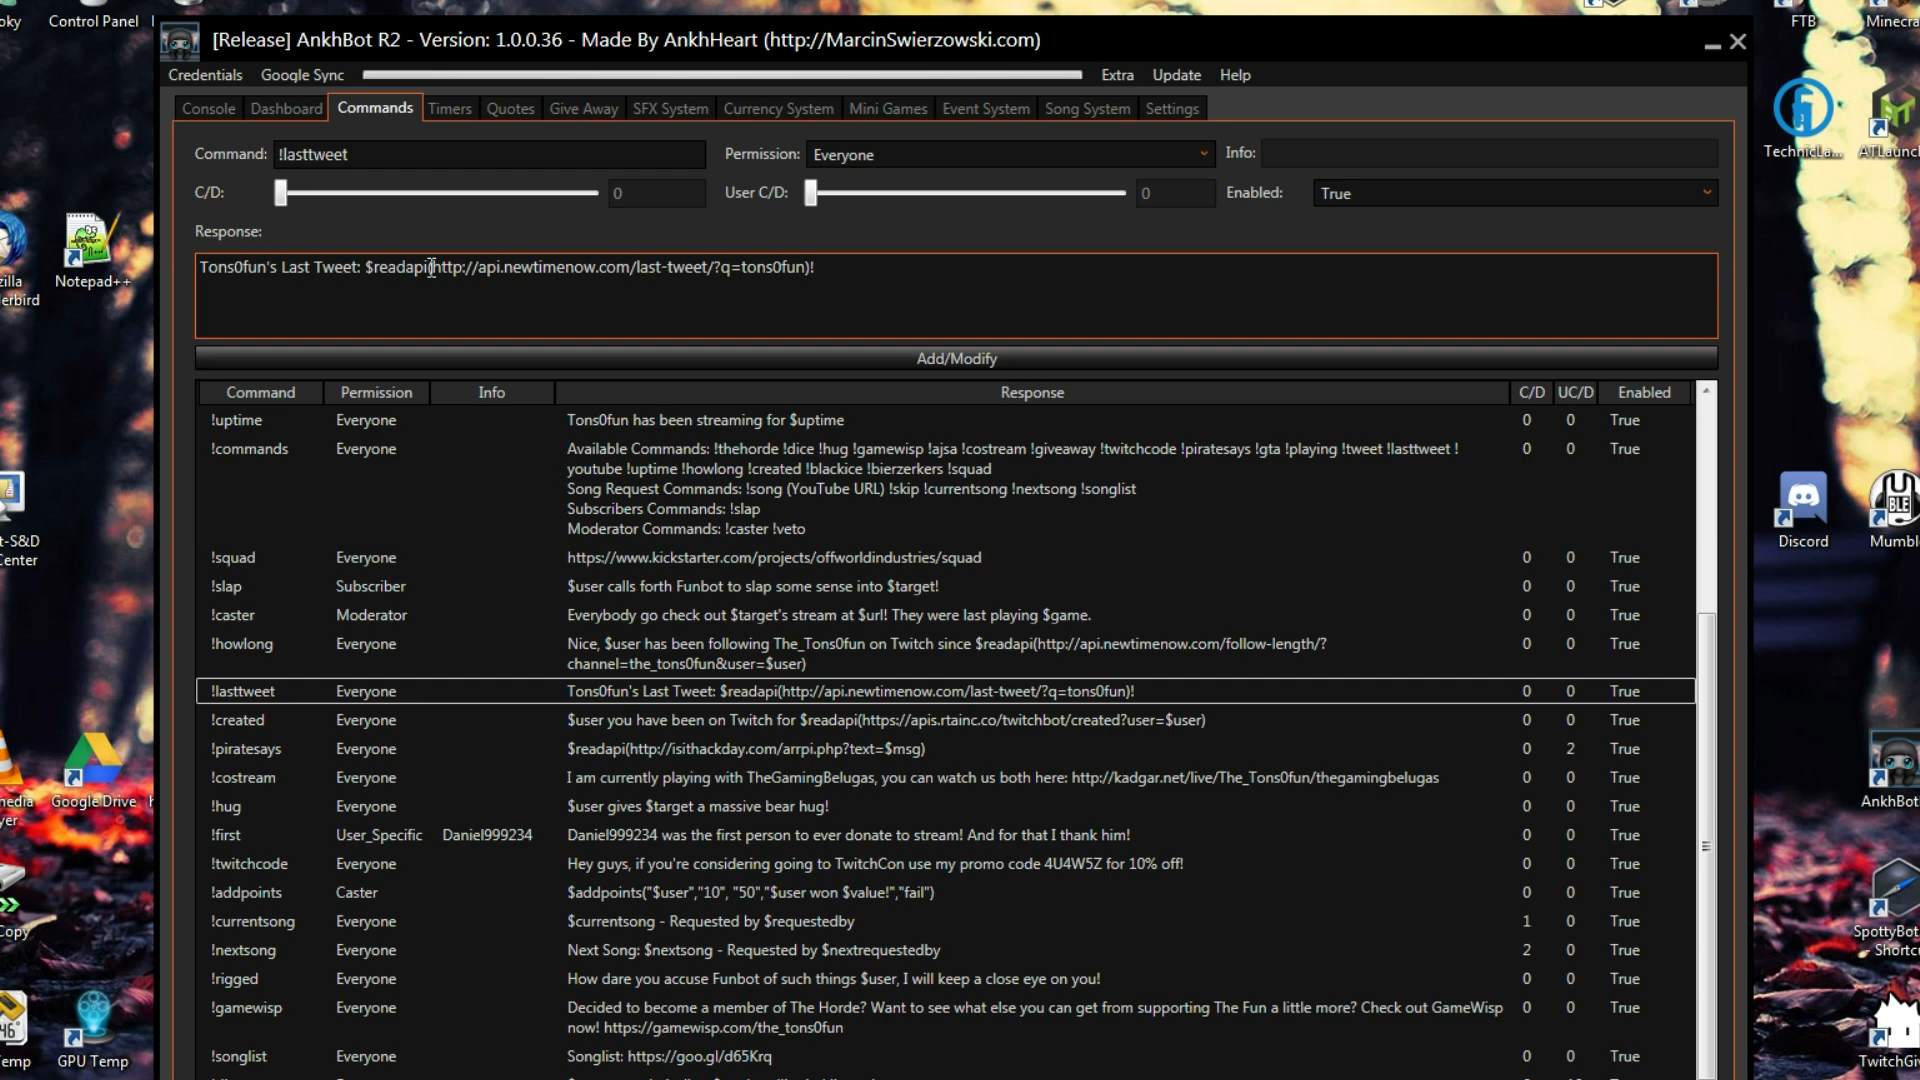 oky
Control Panel
FTB
Minecra
[Release] AnkhBot R2 - Version: 1.0.0.36 - Made By AnkhHeart (http://MarcinSwierzowski.com)
Credentials Google Sync Extra Update Help
Console Dashboard Commands Timers Quotes Give Away SFX System Currency System Mini Games Event System Song System Settings
Command: !lasttweet Permission: Everyone Info:
C/D: 0 User C/D: 0 Enabled: True
Response:
Tons0fun's Last Tweet: $readapi(http://api.newtimenow.com/last-tweet/?q=tons0fun)!
Add/Modify
Command Permission Info Response C/D UC/D Enabled
!uptime Everyone Tons0fun has been streaming for $uptime 0 0 True
!commands Everyone Available Commands: !thehorde !dice !hug !gamewisp !ajsa !costream !giveaway !twitchcode !piratesays !gta !playing !tweet !lasttweet ! 0 0 True
youtube !uptime !howlong !created !blackice !bierzerkers !squad
Song Request Commands: !song (YouTube URL) !skip !currentsong !nextsong !songlist
Subscribers Commands: !slap
Moderator Commands: !caster !veto
!squad Everyone https://www.kickstarter.com/projects/offworldindustries/squad 0 0 True
!slap Subscriber $user calls forth Funbot to slap some sense into $target! 0 0 True
!caster Moderator Everybody go check out $target's stream at $url! They were last playing $game. 0 0 True
!howlong Everyone Nice, $user has been following The_Tons0fun on Twitch since $readapi(http://api.newtimenow.com/follow-length/? 0 0 True
channel=the_tons0fun&user=$user)
!lasttweet Everyone Tons0fun's Last Tweet: $readapi(http://api.newtimenow.com/last-tweet/?q=tons0fun)! 0 0 True
!created Everyone $user you have been on Twitch for $readapi(https://apis.rtainc.co/twitchbot/created?user=$user) 0 0 True
!piratesays Everyone $readapi(http://isithackday.com/arrpi.php?text=$msg) 0 2 True
!costream Everyone I am currently playing with TheGamingBelugas, you can watch us both here: http://kadgar.net/live/The_Tons0fun/thegamingbelugas 0 0 True
!hug Everyone $user gives $target a massive bear hug! 0 0 True
!first User_Specific Daniel999234 Daniel999234 was the first person to ever donate to stream! And for that I thank him! 0 0 True
!twitchcode Everyone Hey guys, if you're considering going to TwitchCon use my promo code 4U4W5Z for 10% off! 0 0 True
!addpoints Caster $addpoints("$user","10", "50","$user won $value!","fail") 0 0 True
!currentsong Everyone $currentsong - Requested by $requestedby 1 0 True
!nextsong Everyone Next Song: $nextsong - Requested by $nextrequestedby 2 0 True
!rigged Everyone How dare you accuse Funbot of such things $user, I will keep a close eye on you! 0 0 True
!gamewisp Everyone Decided to become a member of The Horde? Want to see what else you can get from supporting The Fun a little more? Check out GameWisp 0 0 True
now! https://gamewisp.com/the_tons0fun
!songlist Everyone Songlist: https://goo.gl/d65Krq 0 0 True
zilla
erbird
Notepad++
t-S&D
Center
media
yer
Google Drive
Copy
46°
Temp
GPU Temp
TechnicLa...
ATLaunch
Discord
BLE
Mumbl
AnkhBot
SpottyBot
- Shortc
TwitchGiv